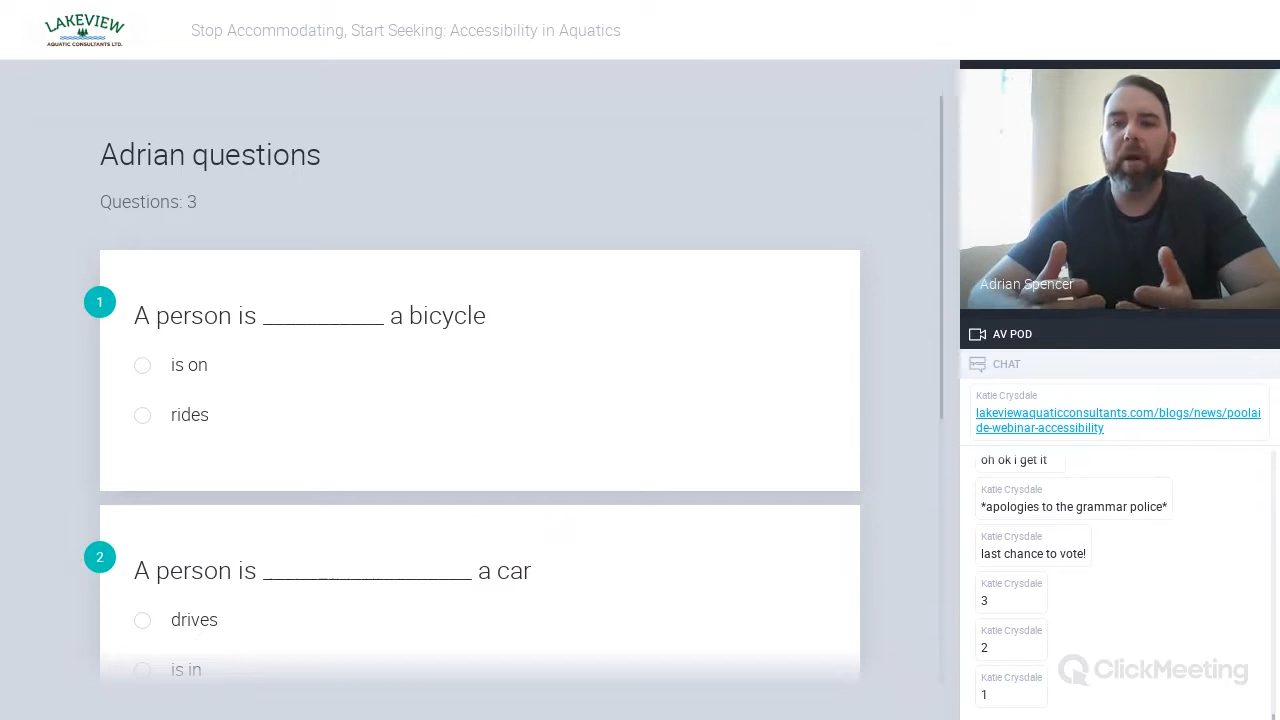 LAKEVIEW
AQUATIC CONSULTANTS LTD.
Stop Accommodating, Start Seeking: Accessibility in Aquatics
Adrian questions
Questions: 3
1
A person is ___________ a bicycle
is on
rides
2
A person is ___________________ a car
drives
is in
Adrian Spencer
AV POD
CHAT
Katie Crysdale
lakeviewaquaticconsultants.com/blogs/news/poolai
de-webinar-accessibility
oh ok i get it
Katie Crysdale
*apologies to the grammar police*
Katie Crysdale
last chance to vote!
Katie Crysdale
3
Katie Crysdale
2
Katie Crysdale
1
ClickMeeting